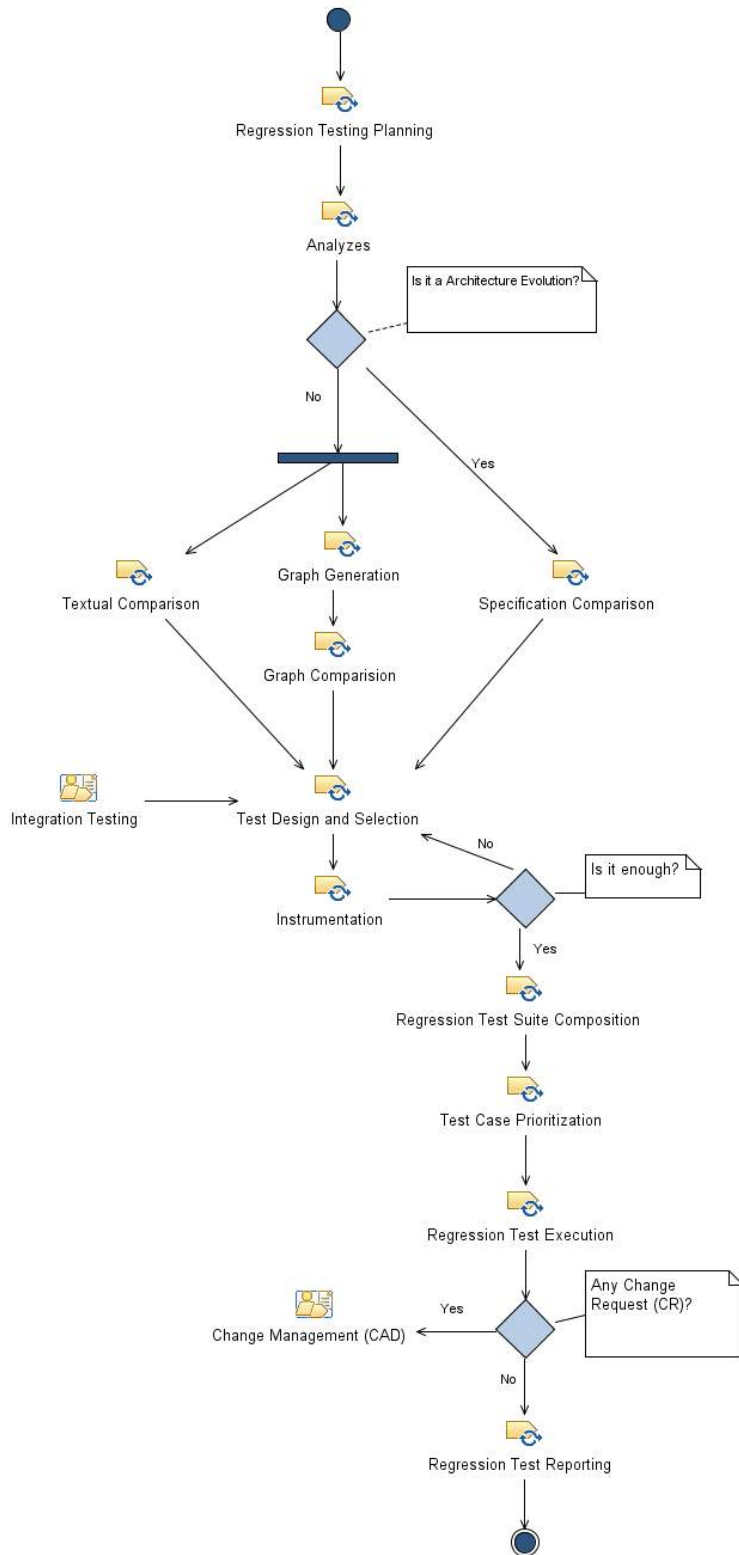 Regression Testing Planning
Analyzes
Is it a Architecture Evolution?
No
Yes
Textual Comparison
Graph Generation
Specification Comparison
Graph Comparision
Integration Testing
Test Design and Selection
No
Is it enough?
Instrumentation
Yes
Regression Test Suite Composition
Test Case Prioritization
Regression Test Execution
Any Change
Request (CR)?
Yes
Change Management (CAD)
No
Regression Test Reporting